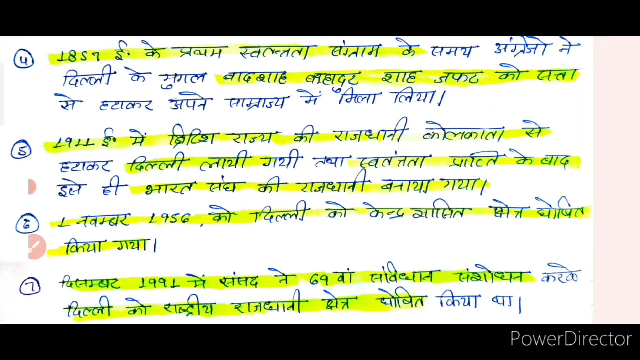 ④ 1857 ई॰ के प्रथम स्वतन्त्रता संग्राम के समय अंग्रेजो ने
दिल्ली के मुगल बादशाह बहादुर शाह जफर को सत्ता
से हटाकर अपने साम्राज्य में मिला लिया।
⑤ 1911 ई॰ में ब्रिटिश राज्य की राजधानी कोलकाता से
हटाकर दिल्ली लायी गयी तथा स्वतंत्रता प्राप्ति के बाद
इसे ही भारत संघ की राजधानी बनाया गया।
⑥ 1 नवम्बर 1956 को दिल्ली को केन्द्र शासित क्षेत्र घोषित
किया गया।
⑦ दिसम्बर 1991 में संसद ने 69 वां संविधान संशोधन करके
दिल्ली को राष्ट्रीय राजधानी क्षेत्र घोषित किया था।
PowerDirector